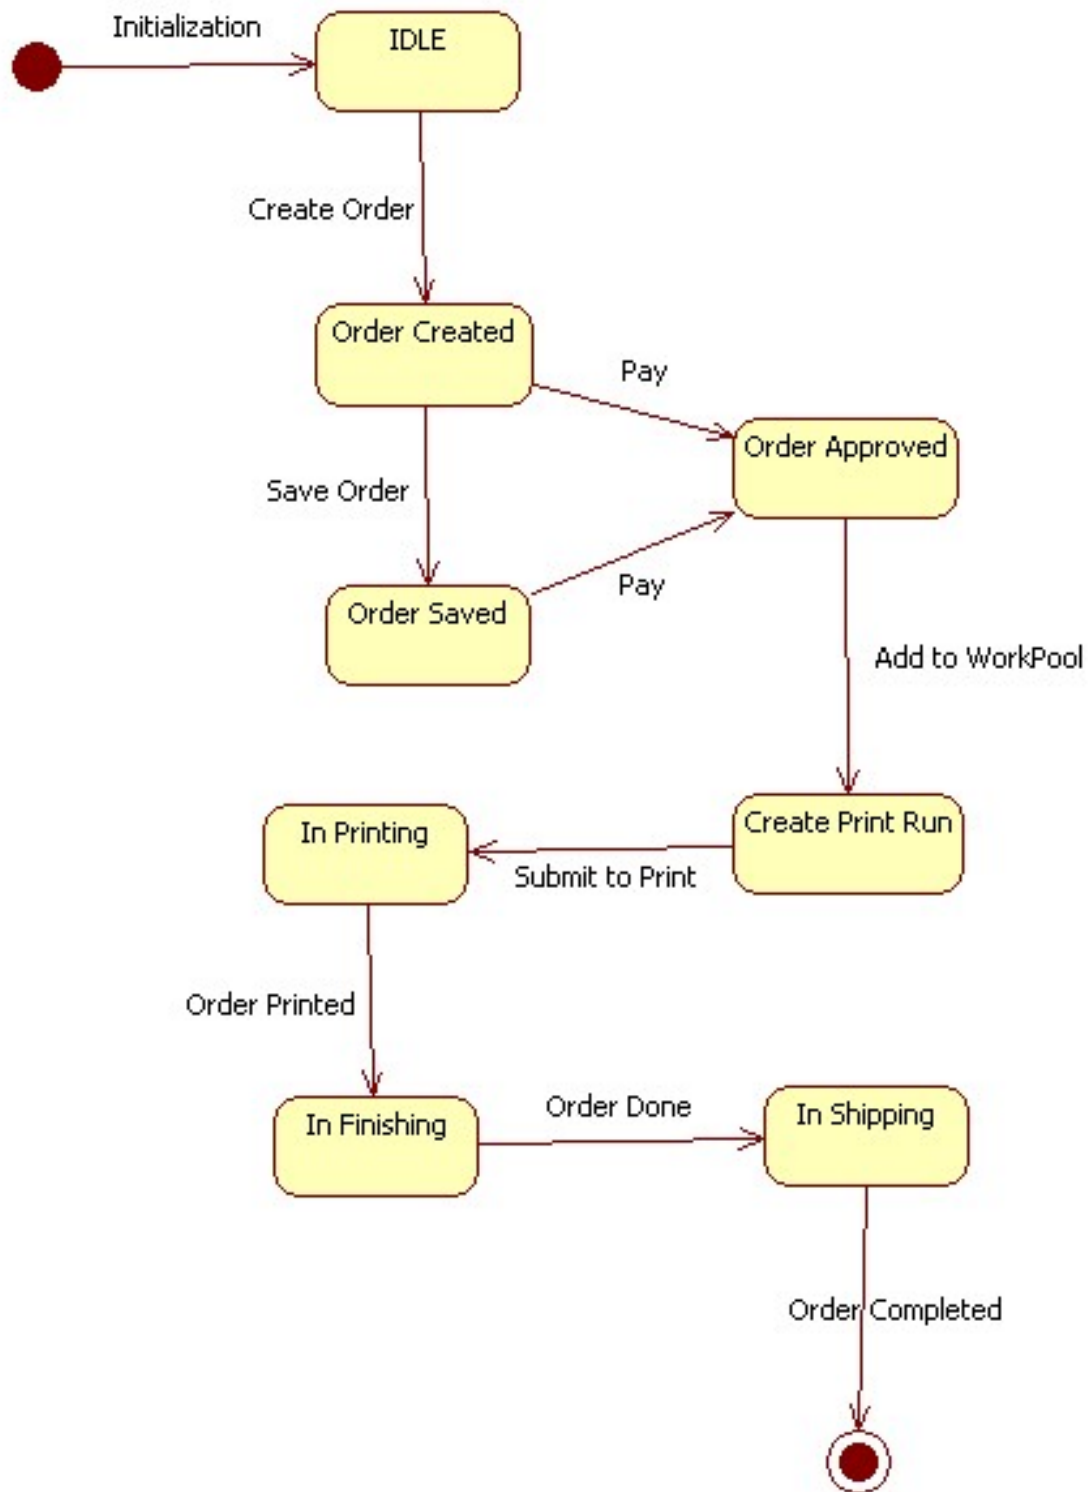 Initialization
IDLE
Create Order
Order Created
Pay
Order Approved
Save Order
Pay
Order Saved
Add to WorkPool
In Printing
Create Print Run
Submit to Print
Order Printed
In Finishing
Order Done
In Shipping
Order Completed